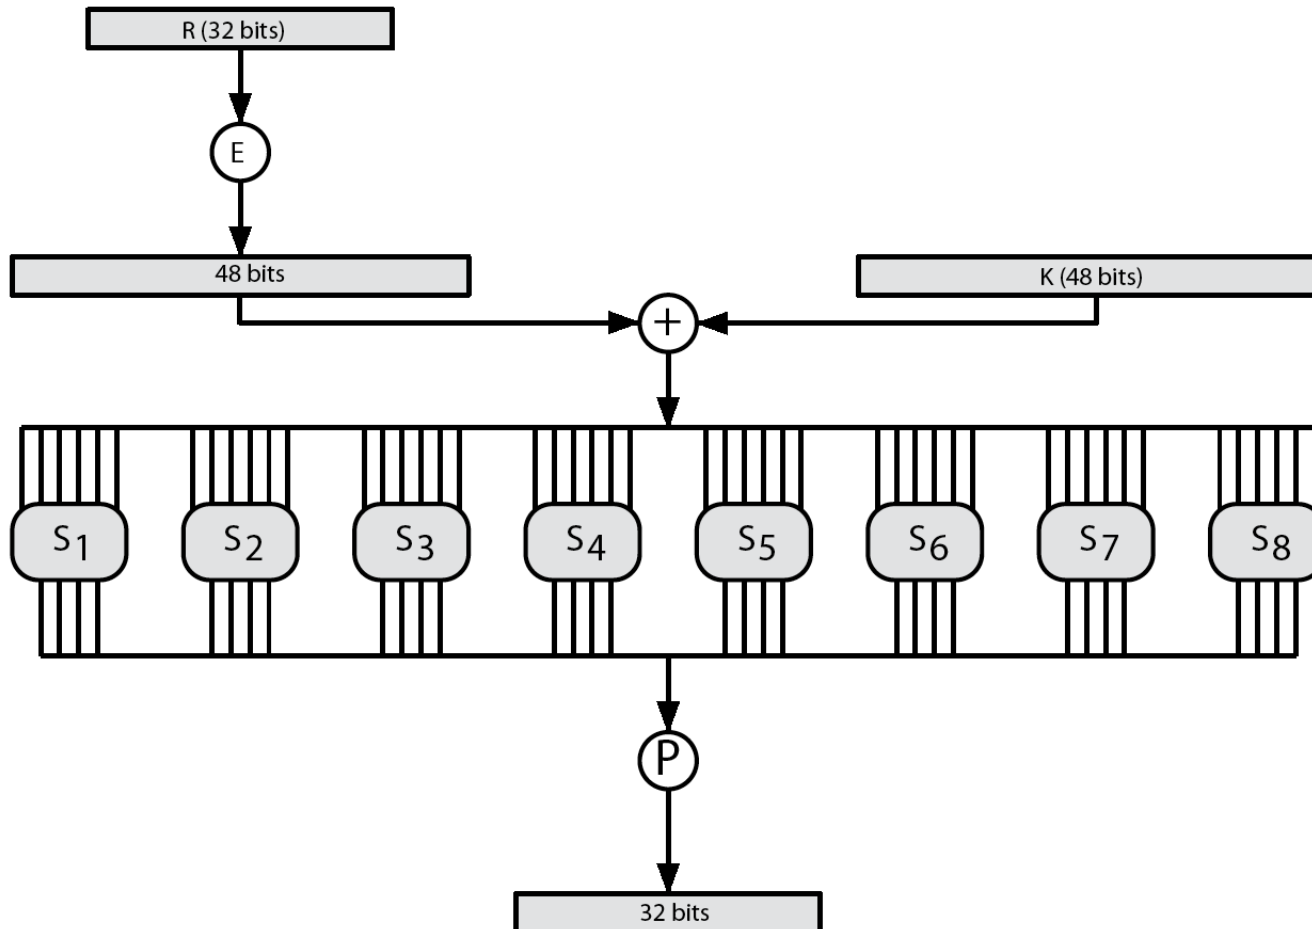 R (32 bits)
E
48 bits
K (48 bits)
+
S1 S2 S3 S4 S5 S6 S7 S8
P
32 bits